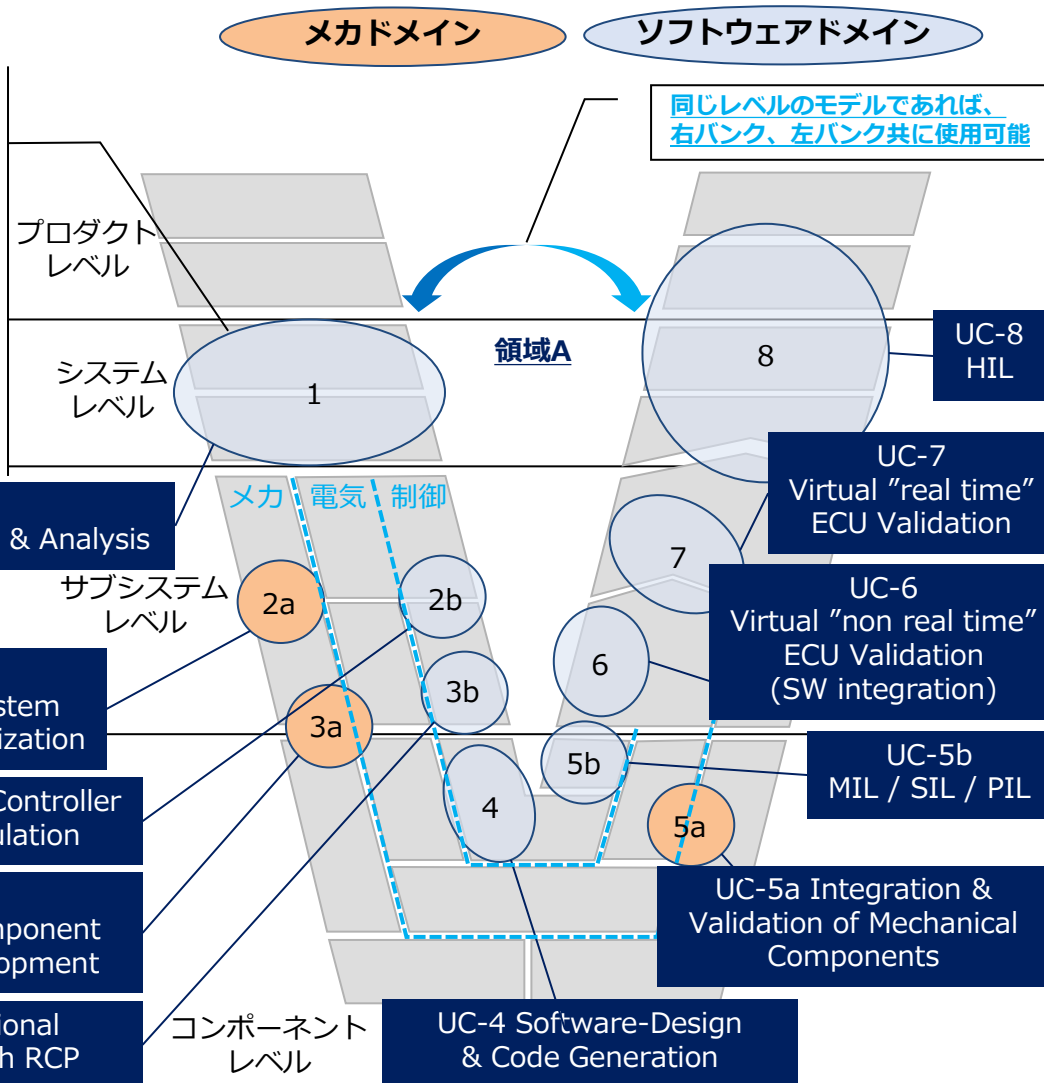 メカドメイン
ソフトウェアドメイン
同じレベルのモデルであれば、
右バンク、左バンク共に使用可能
プロダクト
レベル
領域A
システム
レベル
1
8
UC-8
HIL
メカ
電気
制御
& Analysis
UC-7
Virtual ”real time”
ECU Validation
7
サブシステム
レベル
2a
2b
UC-6
Virtual ”non real time”
ECU Validation
(SW integration)
6
3b
3a
stem
ization
5b
UC-5b
MIL / SIL / PIL
4
5a
Controller
ulation
UC-5a Integration &
Validation of Mechanical
Components
mponent
opment
コンポーネント
レベル
UC-4 Software-Design
& Code Generation
ional
h RCP